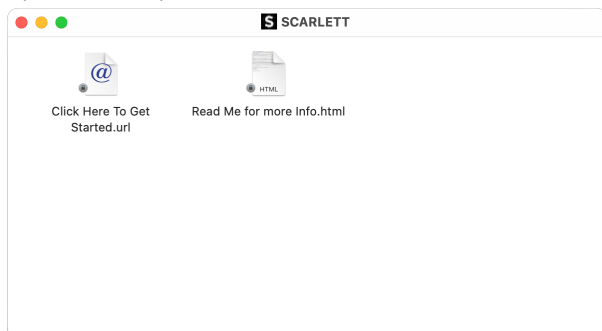 S SCARLETT
@
HTML
Click Here To Get
Started.url
Read Me for more Info.html